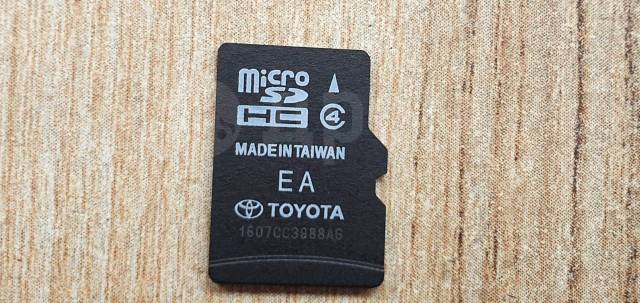 micro
SD
HC 4
MADE IN TAIWAN
EA
TOYOTA
1607CC3988AG